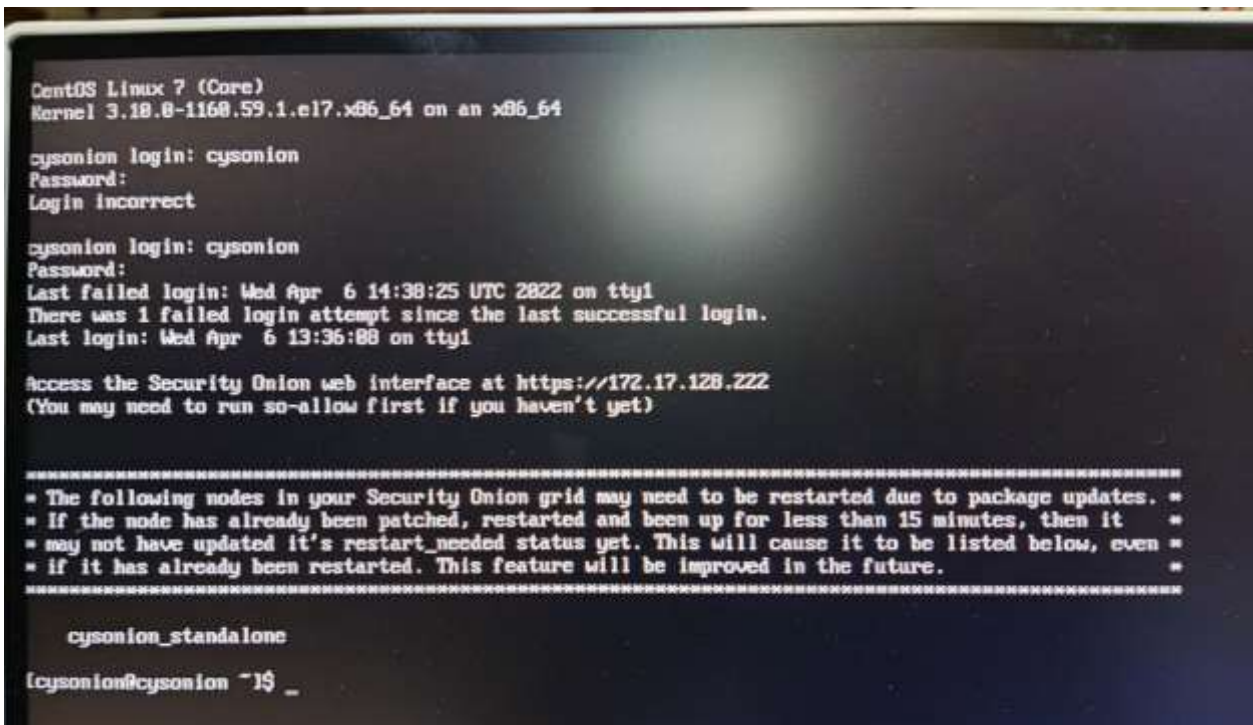 CentOS Linux 7 (Core)
Kernel 3.10.0-1160.59.1.el7.x86_64 on an x86_64
cysonion login: cysonion
Password:
Login incorrect
cysonion login: cysonion
Password:
Last failed login: Wed Apr  6 14:38:25 UTC 2022 on tty1
There was 1 failed login attempt since the last successful login.
Last login: Wed Apr  6 13:36:08 on tty1
Access the Security Onion web interface at https://172.17.128.222
(You may need to run so-allow first if you haven't yet)
****************************************************************************************************
* The following nodes in your Security Onion grid may need to be restarted due to package updates. *
* If the node has already been patched, restarted and been up for less than 15 minutes, then it    *
* may not have updated it's restart_needed status yet. This will cause it to be listed below, even *
* if it has already been restarted. This feature will be improved in the future.                   *
****************************************************************************************************
cysonion_standalone
[cysonion@cysonion ~]$ _